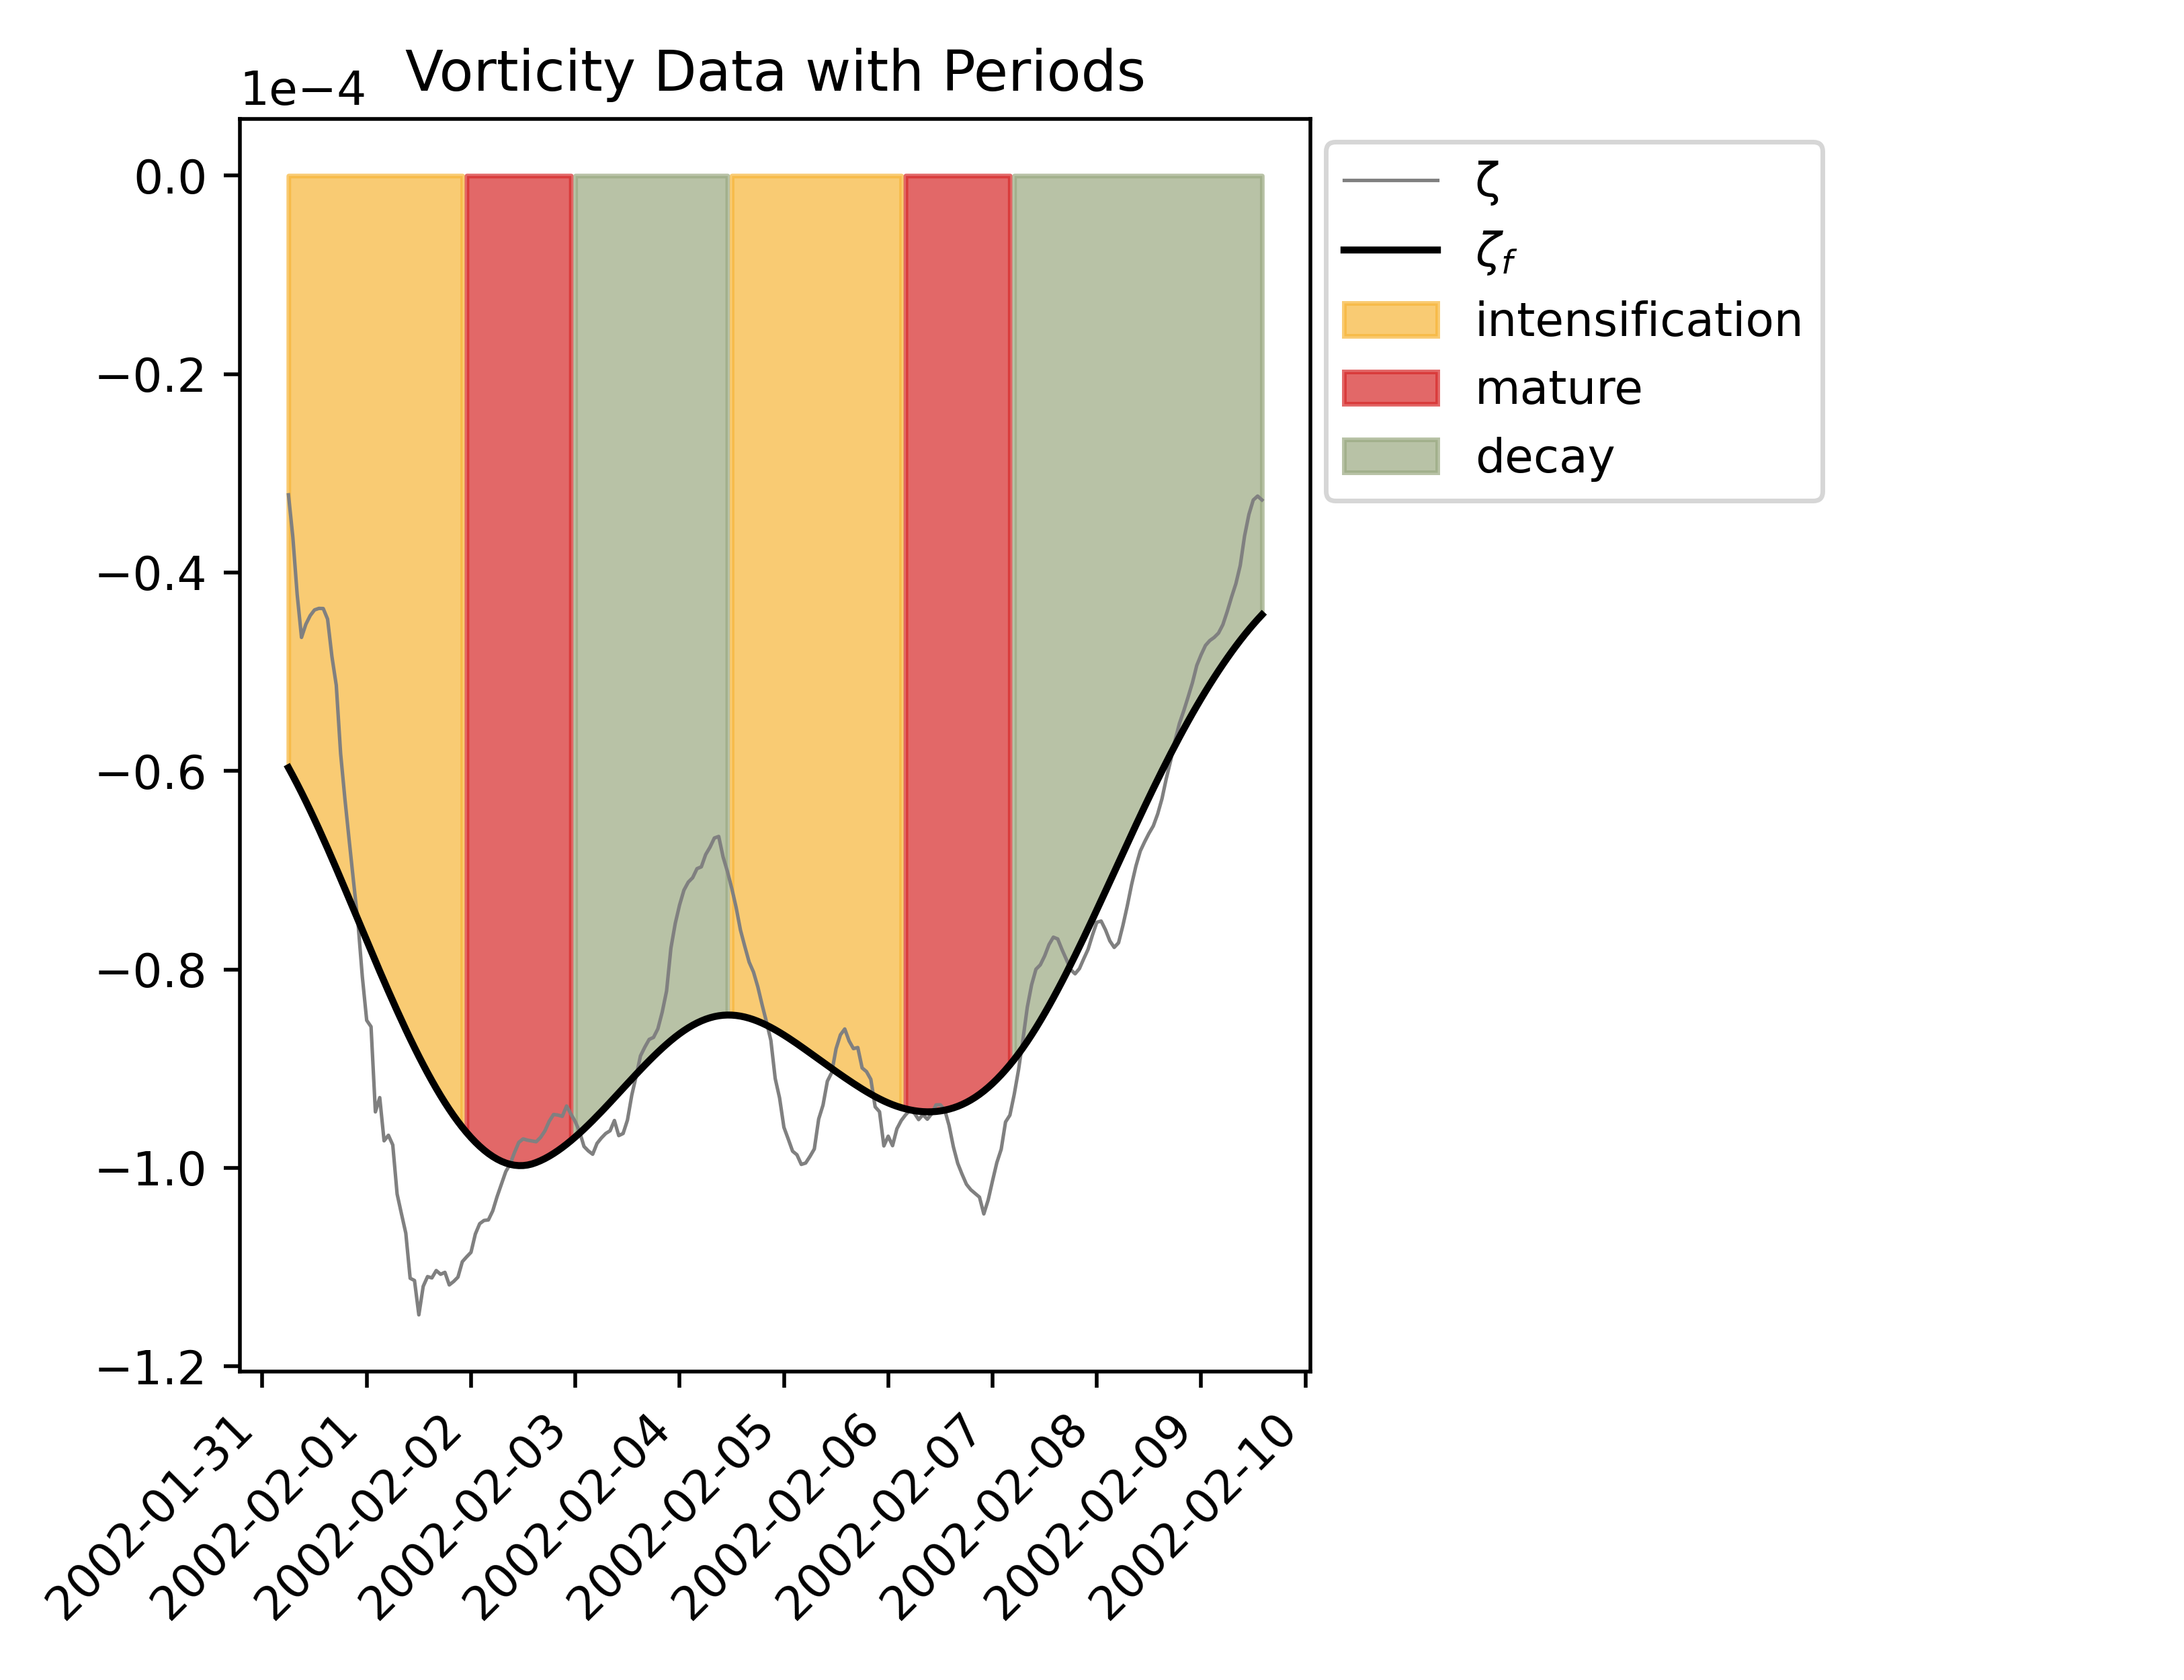 Vorticity Data with Periods
1e−4
0.0
−0.2
−0.4
−0.6
−0.8
−1.0
−1.2
2002-01-31
2002-02-01
2002-02-02
2002-02-03
2002-02-04
2002-02-05
2002-02-06
2002-02-07
2002-02-08
2002-02-09
2002-02-10
ζ
ζf
intensification
mature
decay